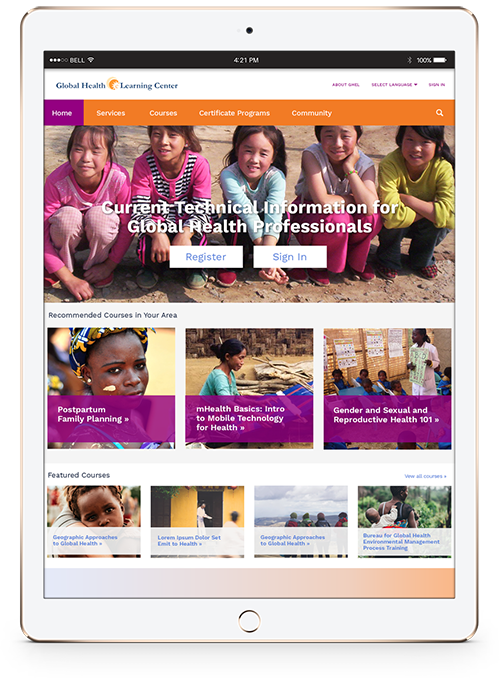 BELL 4:21 PM 100%
Global Health Learning Center
ABOUT GHEL SELECT LANGUAGE SIGN IN
Home Services Courses Certificate Programs Community
Current Technical Information for
Global Health Professionals
Register Sign In
Recommended Courses in Your Area
Postpartum
Family Planning »
mHealth Basics: Intro
to Mobile Technology
for Health »
Gender and Sexual and
Reproductive Health 101 »
Featured Courses
Vew all courses »
Geographic Approaches
to Global Health »
Lorem Ipsum Dolor Set
Emit to Health »
Geographic Approaches
to Global Health »
Bureau for Global Health
Environmental Management
Process Training